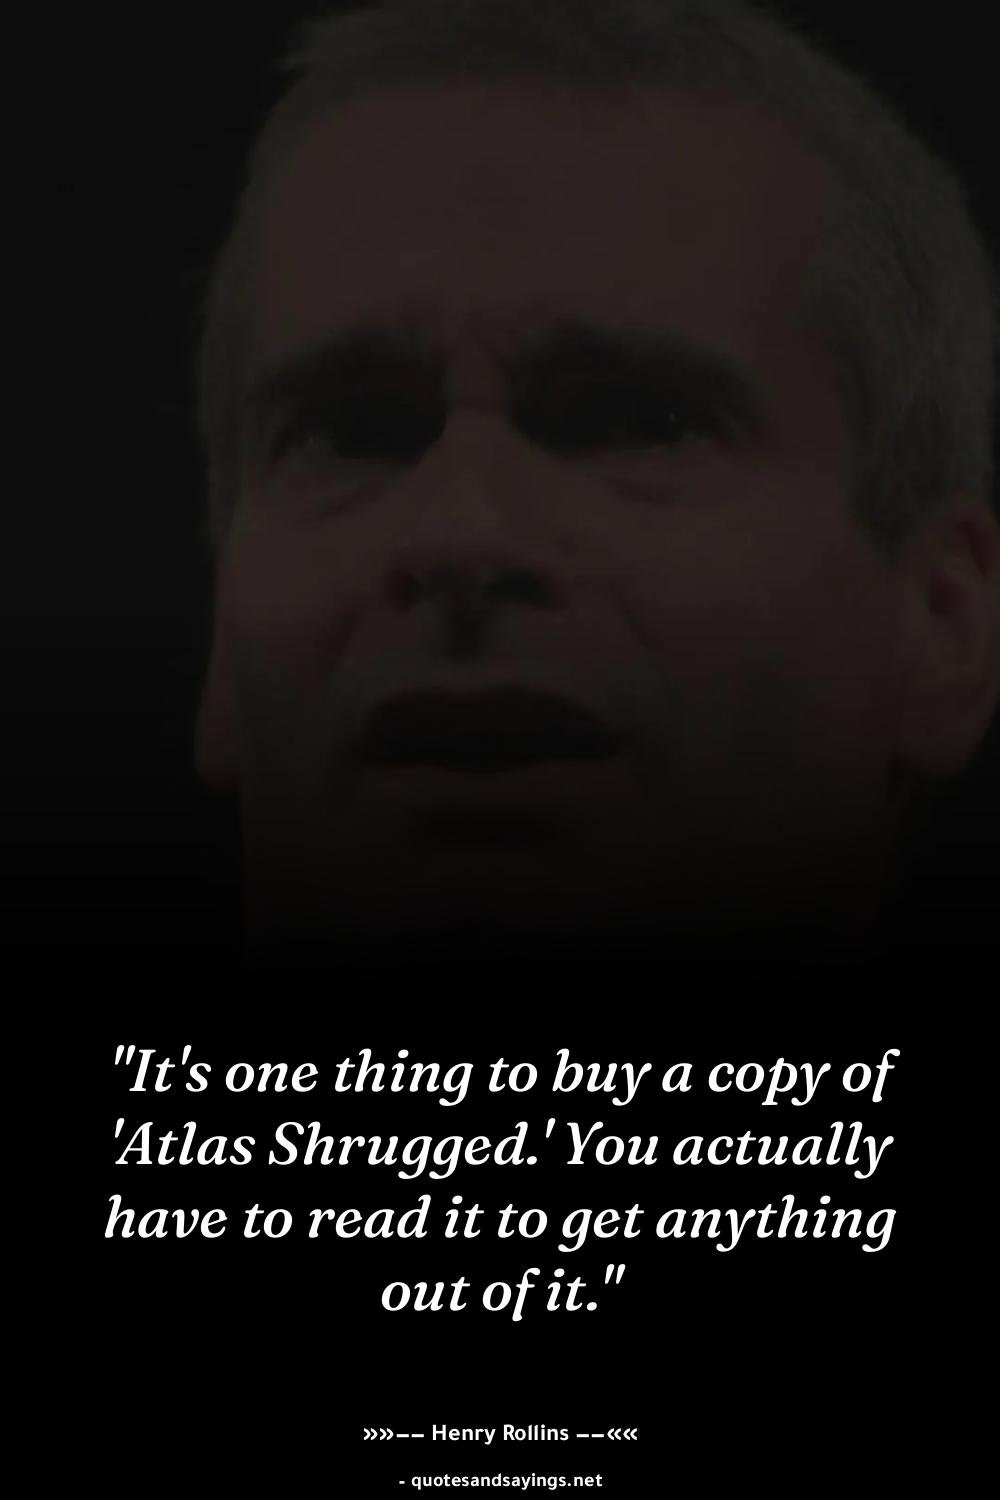 "It's one thing to buy a copy of
'Atlas Shrugged.' You actually
have to read it to get anything
out of it."
»»–– Henry Rollins ––««
- quotesandsayings.net